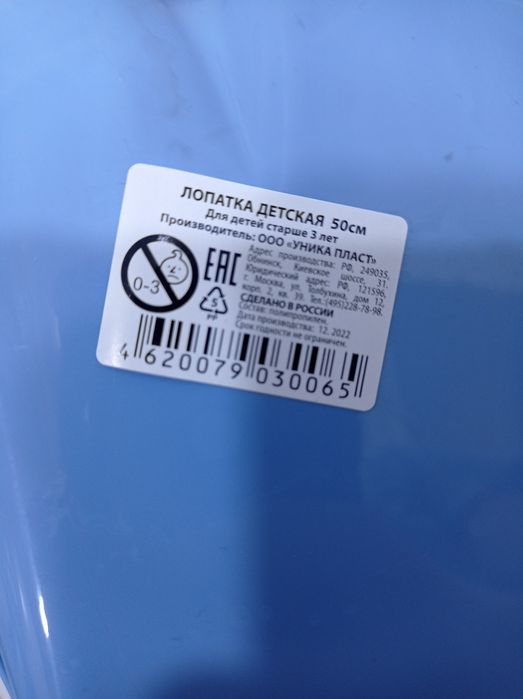 ЛОПАТКА ДЕТСКАЯ 50см
Для детей старше 3 лет
Производитель: ООО «УНИКА ПЛАСТ»
Адрес производства: РФ, 249035,
Обнинск, Киевское шоссе, 31.
Юридический адрес: РФ, 121596,
г. Москва, ул. Толбухина, дом 12,
корп. 2, кв. 39. Тел.:(495)228-78-98.
СДЕЛАНО В РОССИИ
Состав: полипропилен.
Дата производства: 12. 2022
Срок годности не ограничен.
0-3
ЕАС
5
PP
4 620079 030065